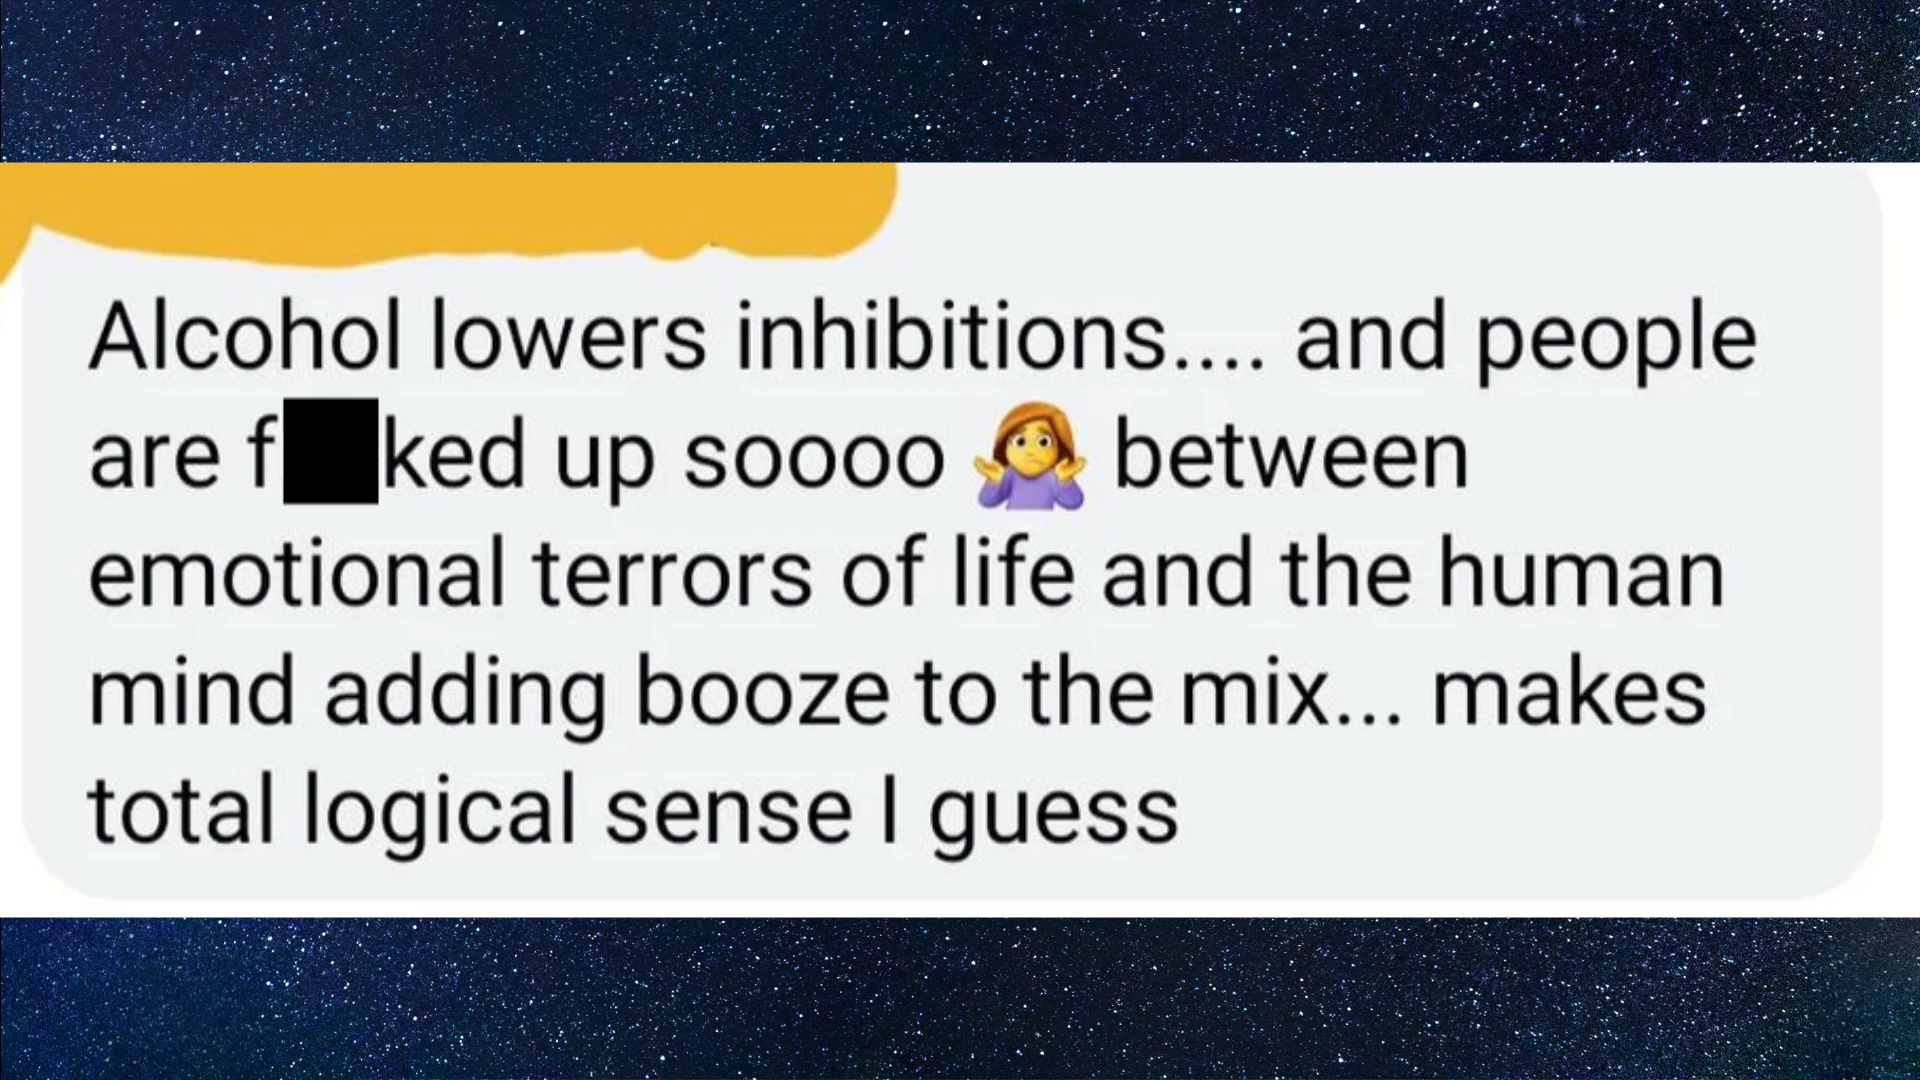 Alcohol lowers inhibitions.... and people
are f██ked up soooo 🤷‍♀️ between
emotional terrors of life and the human
mind adding booze to the mix... makes
total logical sense I guess